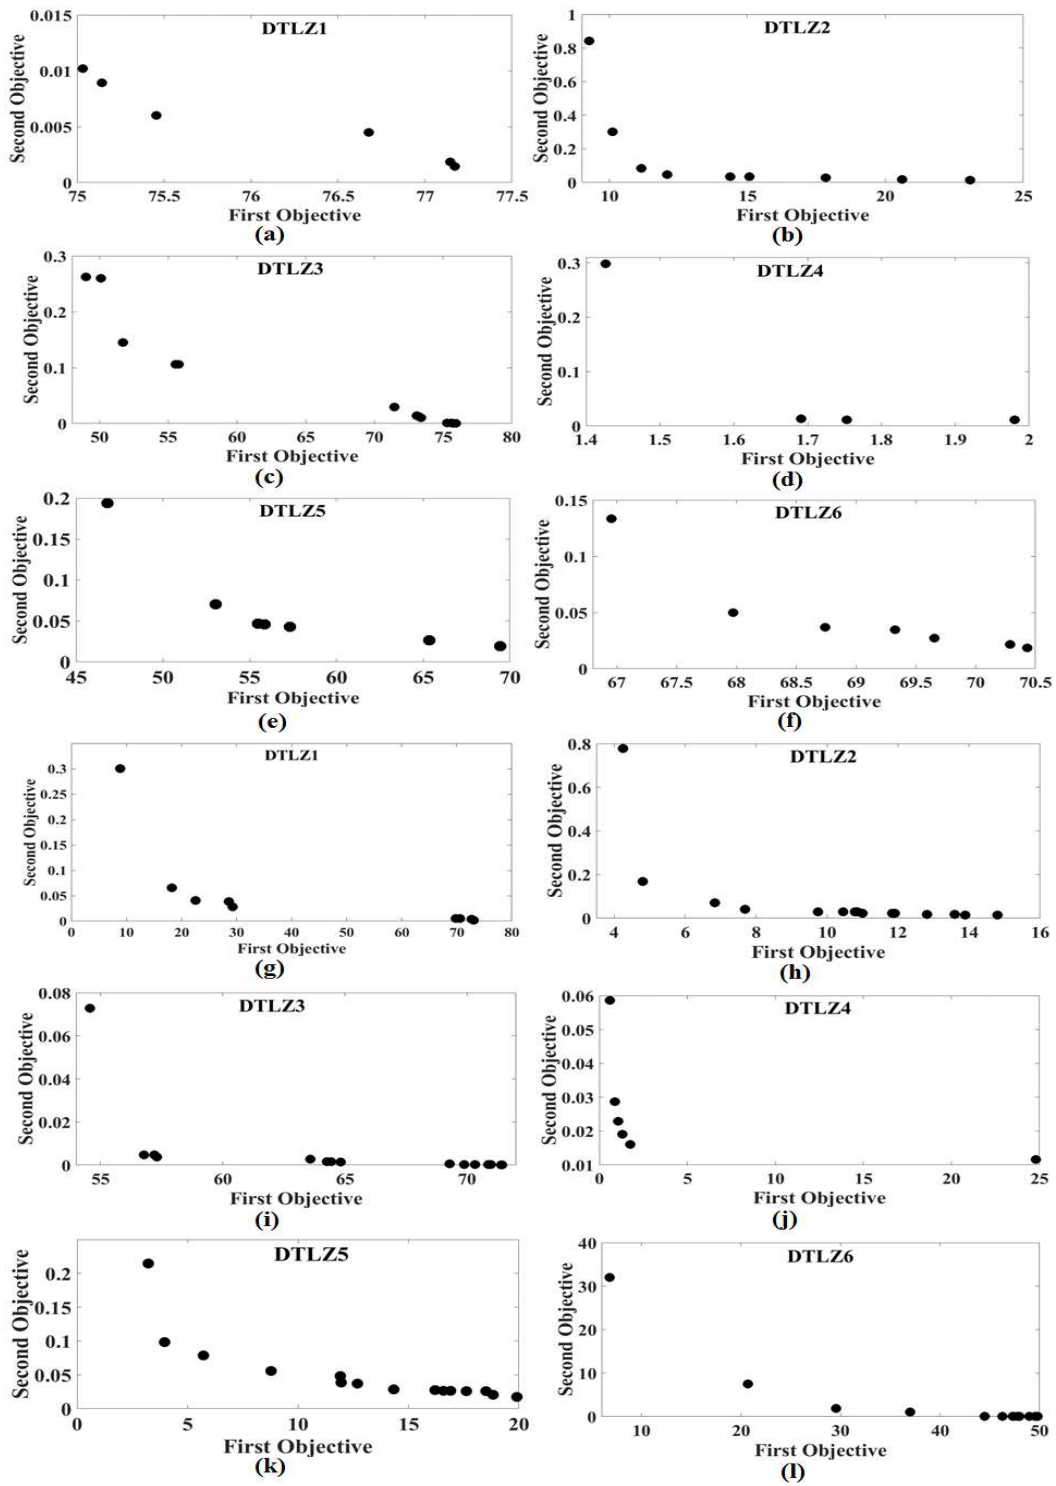 DTLZ1
Second Objective
0.015
0.01
0.005
0
75 75.5 76 76.5 77 77.5
First Objective
(a)
DTLZ2
Second Objective
1
0.8
0.6
0.4
0.2
0
10 15 20 25
First Objective
(b)
DTLZ3
Second Objective
0.3
0.2
0.1
0
50 55 60 65 70 75 80
First Objective
(c)
DTLZ4
Second Objective
0.3
0.2
0.1
0
1.4 1.5 1.6 1.7 1.8 1.9 2
First Objective
(d)
DTLZ5
Second Objective
0.2
0.15
0.1
0.05
0
45 50 55 60 65 70
First Objective
(e)
DTLZ6
Second Objective
0.15
0.1
0.05
0
67 67.5 68 68.5 69 69.5 70 70.5
First Objective
(f)
DTLZ1
Second Objective
0.3
0.25
0.2
0.15
0.1
0.05
0
0 10 20 30 40 50 60 70 80
First Objective
(g)
DTLZ2
Second Objective
0.8
0.6
0.4
0.2
0
4 6 8 10 12 14 16
First Objective
(h)
DTLZ3
Second Objective
0.08
0.06
0.04
0.02
0
55 60 65 70
First Objective
(i)
DTLZ4
Second Objective
0.06
0.05
0.04
0.03
0.02
0.01
0 5 10 15 20 25
First Objective
(j)
DTLZ5
Second Objective
0.2
0.15
0.1
0.05
0
0 5 10 15 20
First Objective
(k)
DTLZ6
Second Objective
40
30
20
10
0
10 20 30 40 50
First Objective
(l)